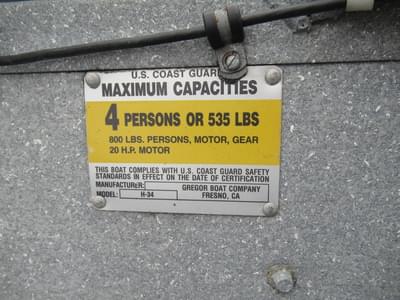 U.S. COAST GUARD
MAXIMUM CAPACITIES
4 PERSONS OR 535 LBS
800 LBS. PERSONS, MOTOR, GEAR
20 H.P. MOTOR
THIS BOAT COMPLIES WITH U.S. COAST GUARD SAFETY
STANDARDS IN EFFECT ON THE DATE OF CERTIFICATION
MANUFACTURER: GREGOR BOAT COMPANY
MODEL: H-34 FRESNO, CA